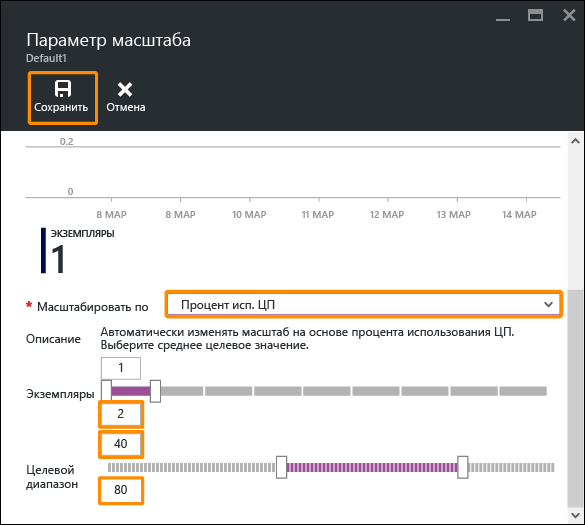 Параметр масштаба
Default1
Сохранить Отмена
0.2
0
8 МАР 8 МАР 10 МАР 11 МАР 12 МАР 13 МАР 14 МАР
ЭКЗЕМПЛЯРЫ
1
* Масштабировать по Процент исп. ЦП
Описание Автоматически изменять масштаб на основе процента использования ЦП.
Выберите среднее целевое значение.
1
Экземпляры
2
40
Целевой
диапазон
80